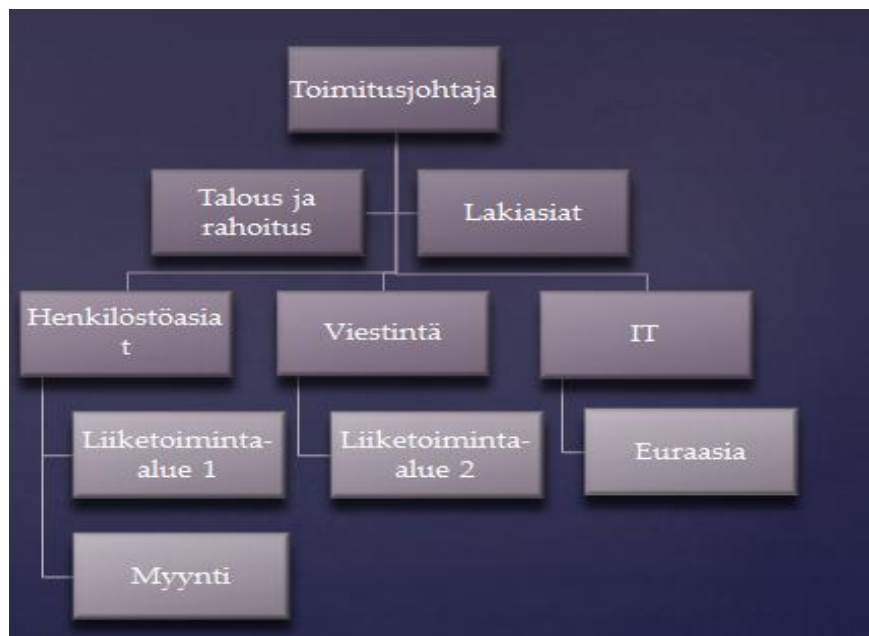 Toimitusjohtaja
Talous ja
rahoitus
Lakiasiat
Henkilöstöasia
t
Viestintä
IT
Liiketoiminta-
alue 1
Liiketoiminta-
alue 2
Euraasia
Myynti